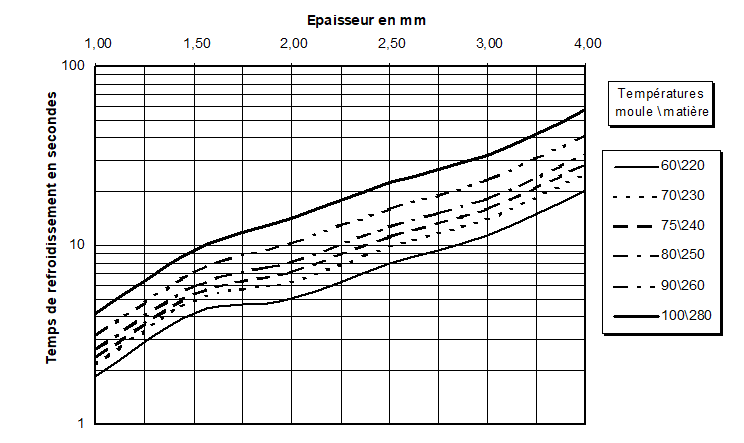 Epaisseur en mm
1,00 1,50 2,00 2,50 3,00 4,00
100
10
1
Temps de refroidissement en secondes
Températures
moule \ matière
60\220
70\230
75\240
80\250
90\260
100\280